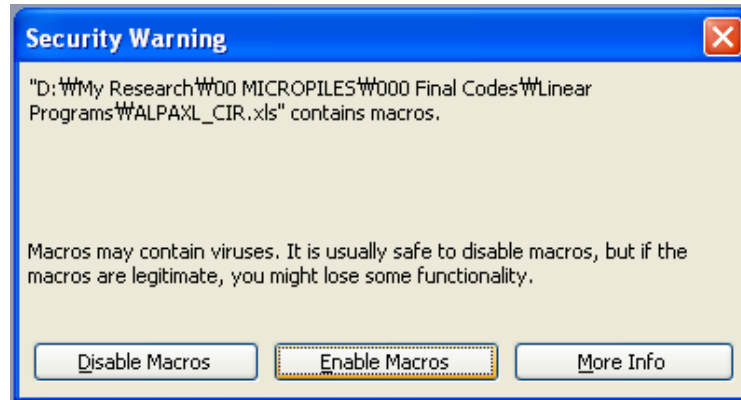 Security Warning
"D:₩My Research₩00 MICROPILES₩000 Final Codes₩Linear
Programs₩ALPAXL_CIR.xls" contains macros.
Macros may contain viruses. It is usually safe to disable macros, but if the
macros are legitimate, you might lose some functionality.
Disable Macros Enable Macros More Info